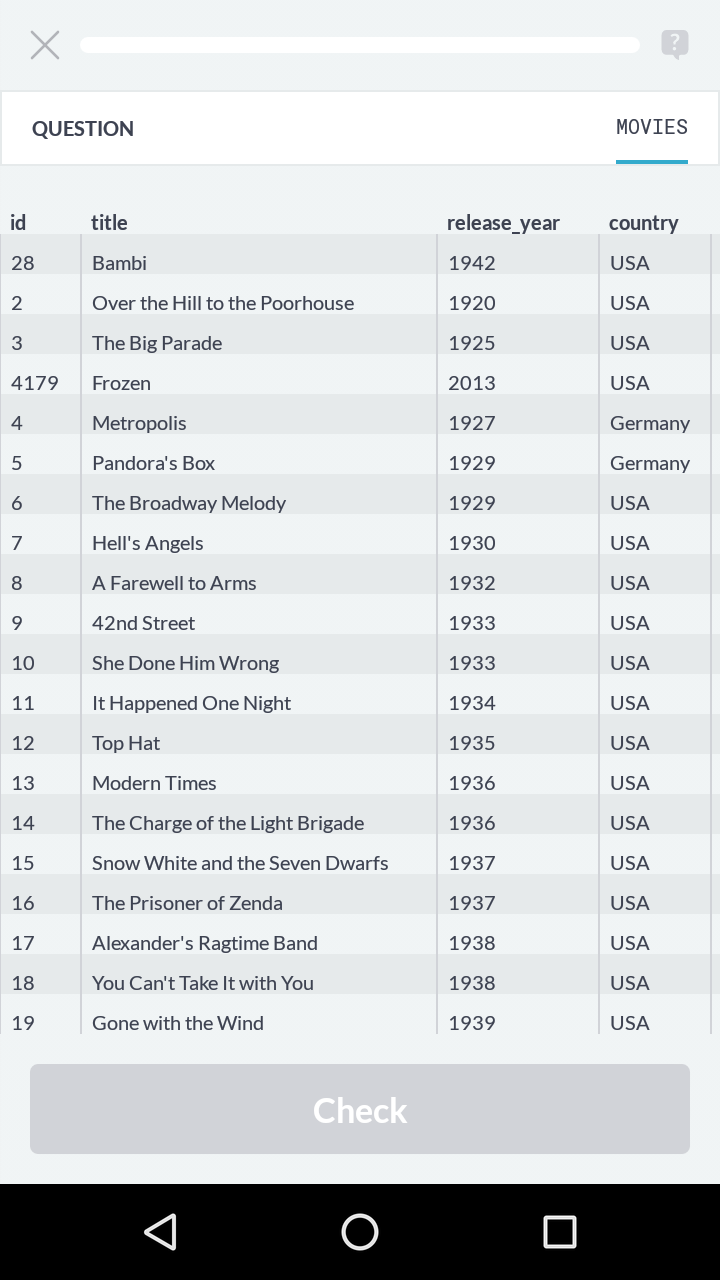 ?
QUESTION MOVIES
id title release_year country
28 Bambi 1942 USA
2 Over the Hill to the Poorhouse 1920 USA
3 The Big Parade 1925 USA
4179 Frozen 2013 USA
4 Metropolis 1927 Germany
5 Pandora's Box 1929 Germany
6 The Broadway Melody 1929 USA
7 Hell's Angels 1930 USA
8 A Farewell to Arms 1932 USA
9 42nd Street 1933 USA
10 She Done Him Wrong 1933 USA
11 It Happened One Night 1934 USA
12 Top Hat 1935 USA
13 Modern Times 1936 USA
14 The Charge of the Light Brigade 1936 USA
15 Snow White and the Seven Dwarfs 1937 USA
16 The Prisoner of Zenda 1937 USA
17 Alexander's Ragtime Band 1938 USA
18 You Can't Take It with You 1938 USA
19 Gone with the Wind 1939 USA
Check